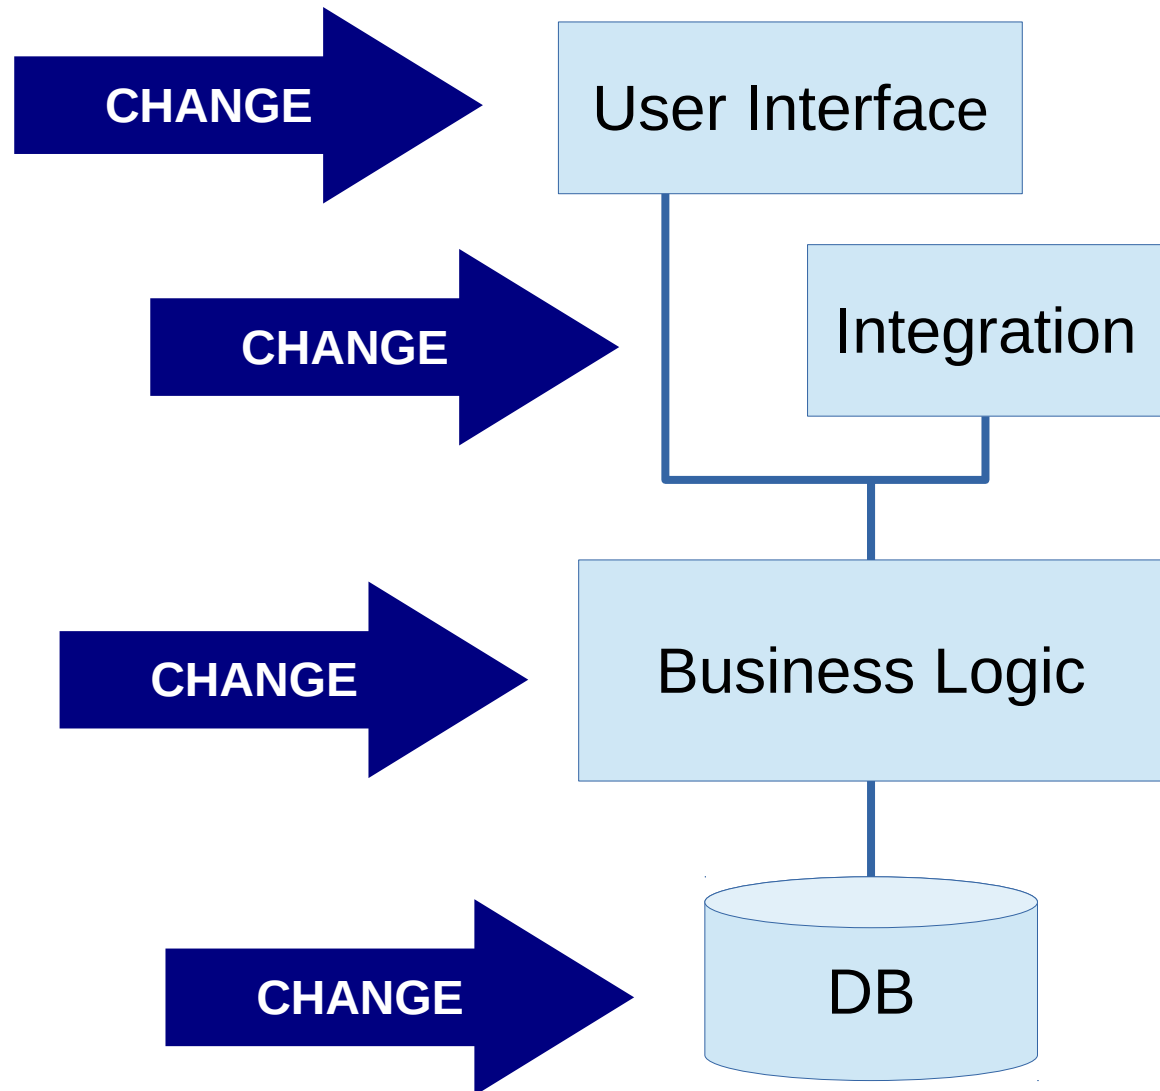 CHANGE
User Interface
CHANGE
Integration
CHANGE
Business Logic
CHANGE
DB